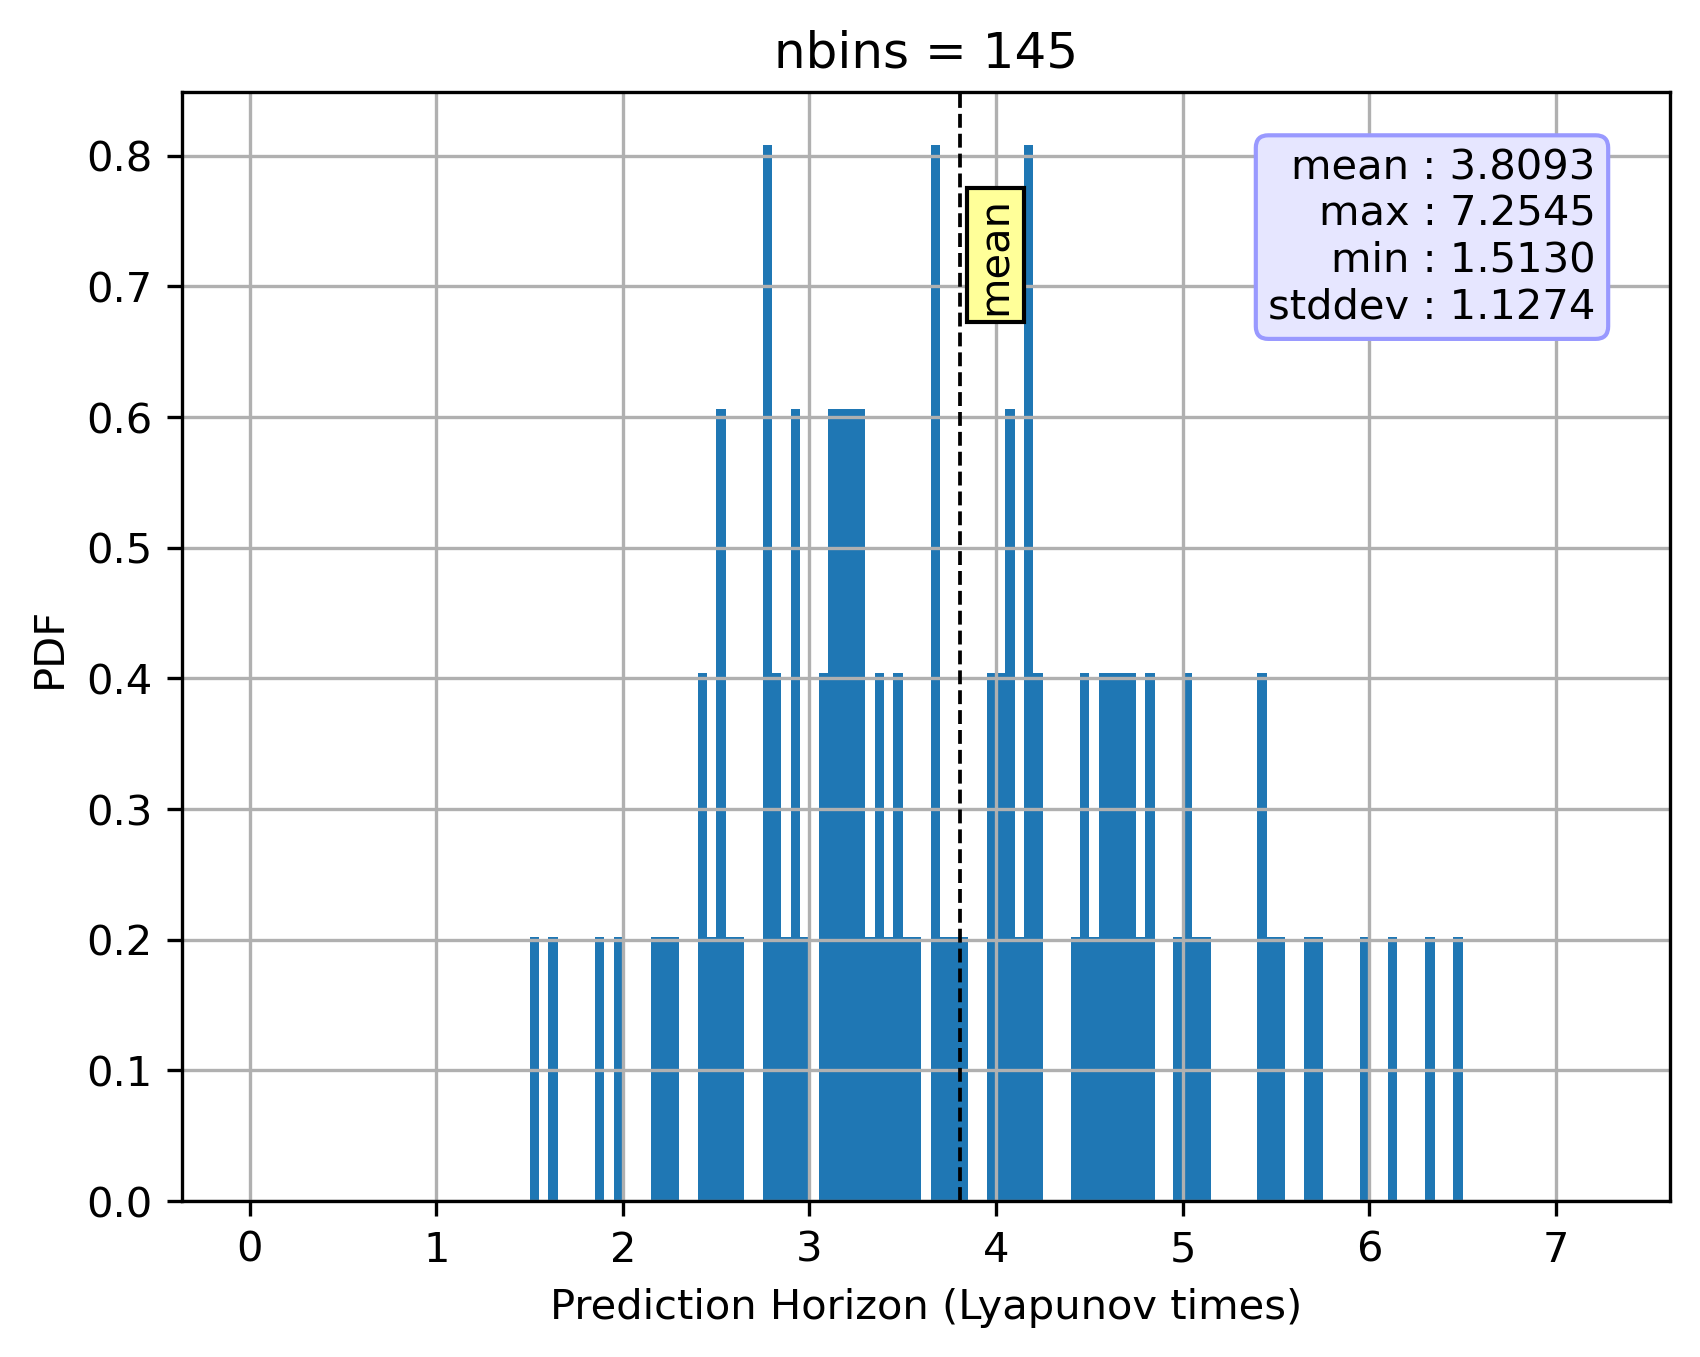 nbins = 145
mean : 3.8093
max : 7.2545
min : 1.5130
stddev : 1.1274
mean
PDF
0.8
0.7
0.6
0.5
0.4
0.3
0.2
0.1
0.0
0 1 2 3 4 5 6 7
Prediction Horizon (Lyapunov times)